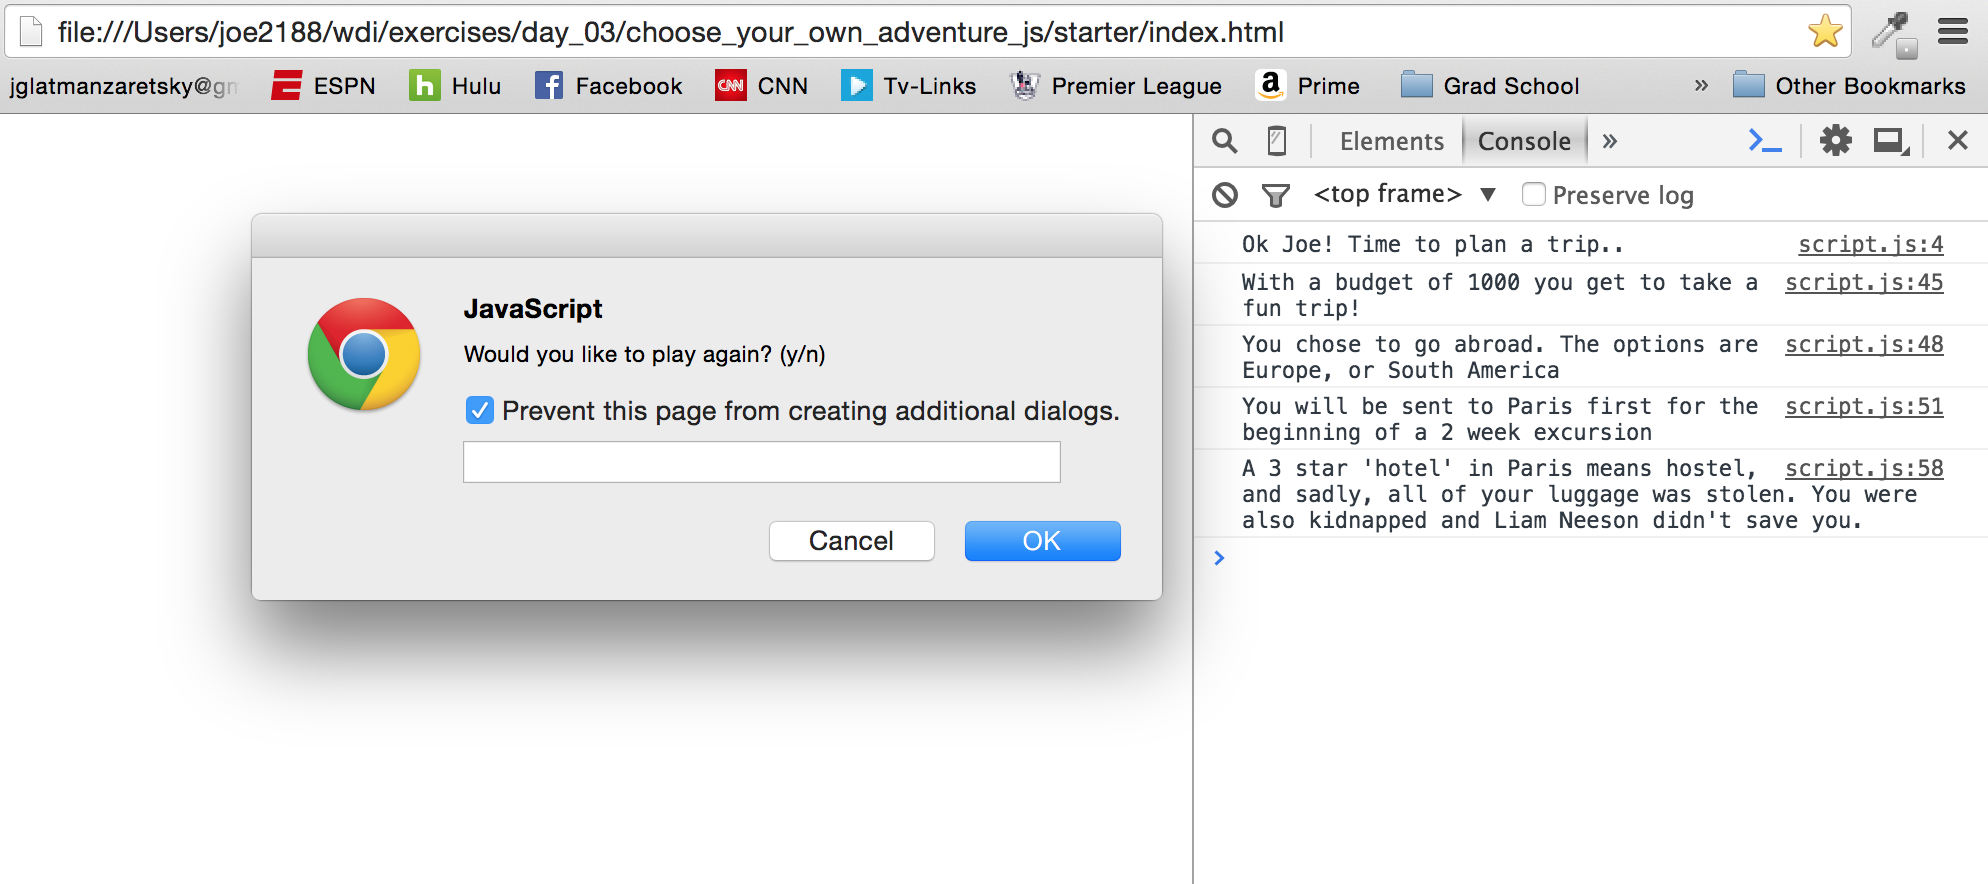 file:///Users/joe2188/wdi/exercises/day_03/choose_your_own_adventure_js/starter/index.html
jglatmanzaretsky@gm ESPN h Hulu f Facebook CNN CNN Tv-Links Premier League a Prime Grad School » Other Bookmarks
Elements Console »
<top frame> ▼ Preserve log
JavaScript
Would you like to play again? (y/n)
Prevent this page from creating additional dialogs.
Cancel OK
Ok Joe! Time to plan a trip.. script.js:4
With a budget of 1000 you get to take a script.js:45
fun trip!
You chose to go abroad. The options are script.js:48
Europe, or South America
You will be sent to Paris first for the script.js:51
beginning of a 2 week excursion
A 3 star 'hotel' in Paris means hostel, script.js:58
and sadly, all of your luggage was stolen. You were
also kidnapped and Liam Neeson didn't save you.